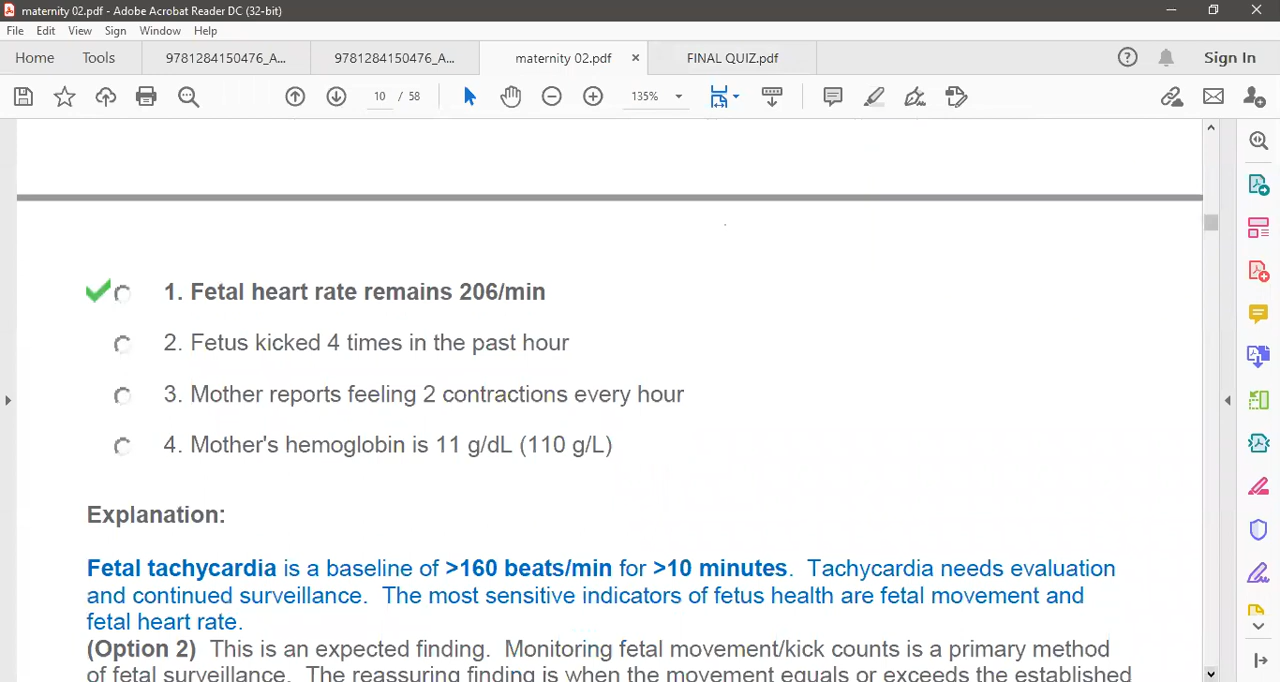 maternity 02.pdf - Adobe Acrobat Reader DC (32-bit)
File Edit View Sign Window Help
Home Tools 9781284150476_A... 9781284150476_A... maternity 02.pdf × FINAL QUIZ.pdf Sign In
10 / 58 135%
1. Fetal heart rate remains 206/min
2. Fetus kicked 4 times in the past hour
3. Mother reports feeling 2 contractions every hour
4. Mother's hemoglobin is 11 g/dL (110 g/L)
Explanation:
Fetal tachycardia is a baseline of >160 beats/min for >10 minutes. Tachycardia needs evaluation
and continued surveillance. The most sensitive indicators of fetus health are fetal movement and
fetal heart rate.
(Option 2) This is an expected finding. Monitoring fetal movement/kick counts is a primary method
of fetal surveillance. The reassuring finding is when the movement equals or exceeds the established